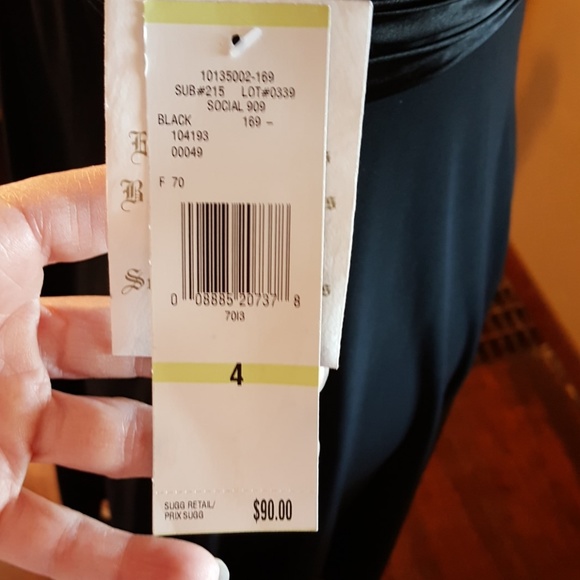 10135002-169
SUB#215 LOT#0339
SOCIAL 909
BLACK 169 –
104193
00049
F 70
0 08885 20737 8
70I3
4
SUGG RETAIL/
PRIX SUGG
$90.00